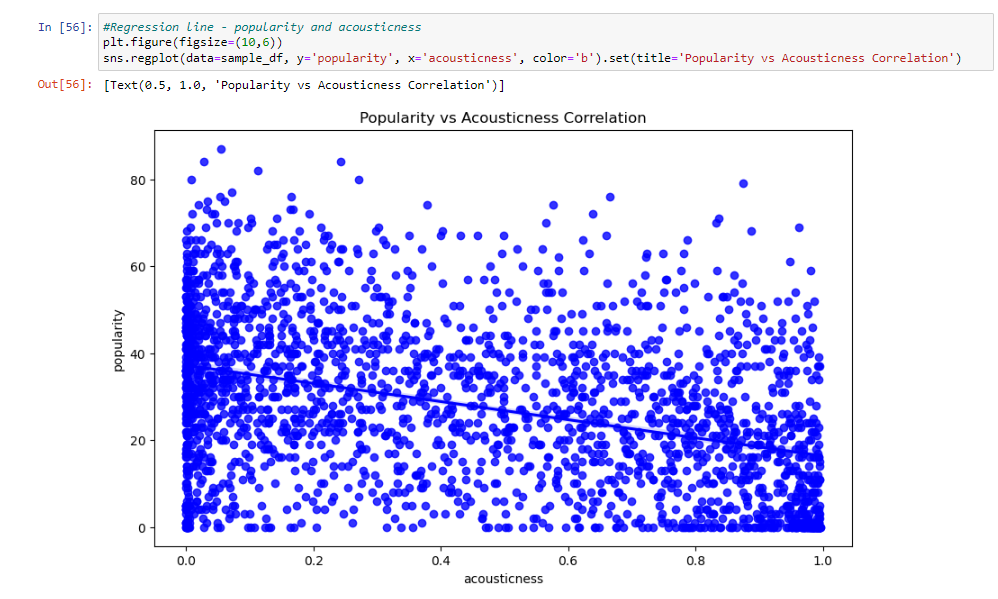 In [56]: #Regression line - popularity and acousticness
plt.figure(figsize=(10,6))
sns.regplot(data=sample_df, y='popularity', x='acousticness', color='b').set(title='Popularity vs Acousticness Correlation')
Out[56]: [Text(0.5, 1.0, 'Popularity vs Acousticness Correlation')]
Popularity vs Acousticness Correlation
80
60
popularity
40
20
0
0.0 0.2 0.4 0.6 0.8 1.0
acousticness